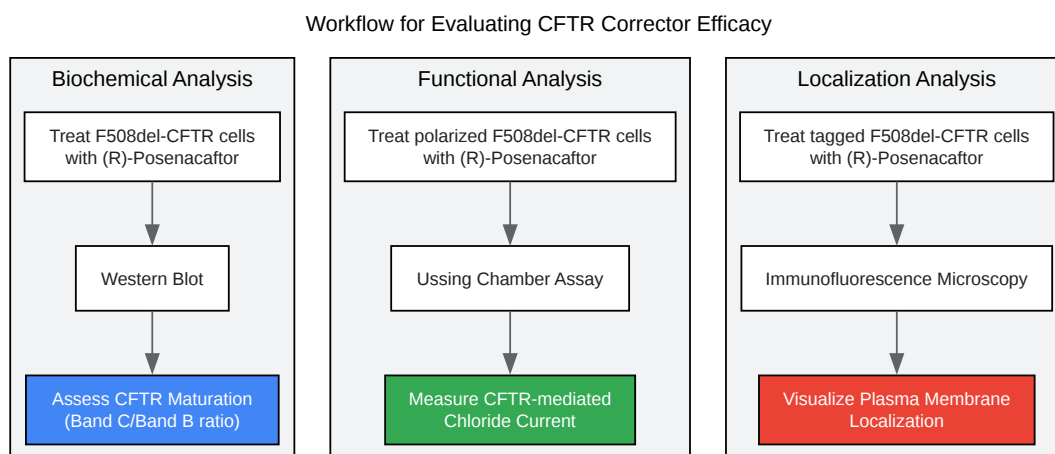 Workflow for Evaluating CFTR Corrector Efficacy
Biochemical Analysis
Treat F508del-CFTR cells
with (R)-Posenacaftor
Western Blot
Assess CFTR Maturation
(Band C/Band B ratio)
Functional Analysis
Treat polarized F508del-CFTR cells
with (R)-Posenacaftor
Ussing Chamber Assay
Measure CFTR-mediated
Chloride Current
Localization Analysis
Treat tagged F508del-CFTR cells
with (R)-Posenacaftor
Immunofluorescence Microscopy
Visualize Plasma Membrane
Localization